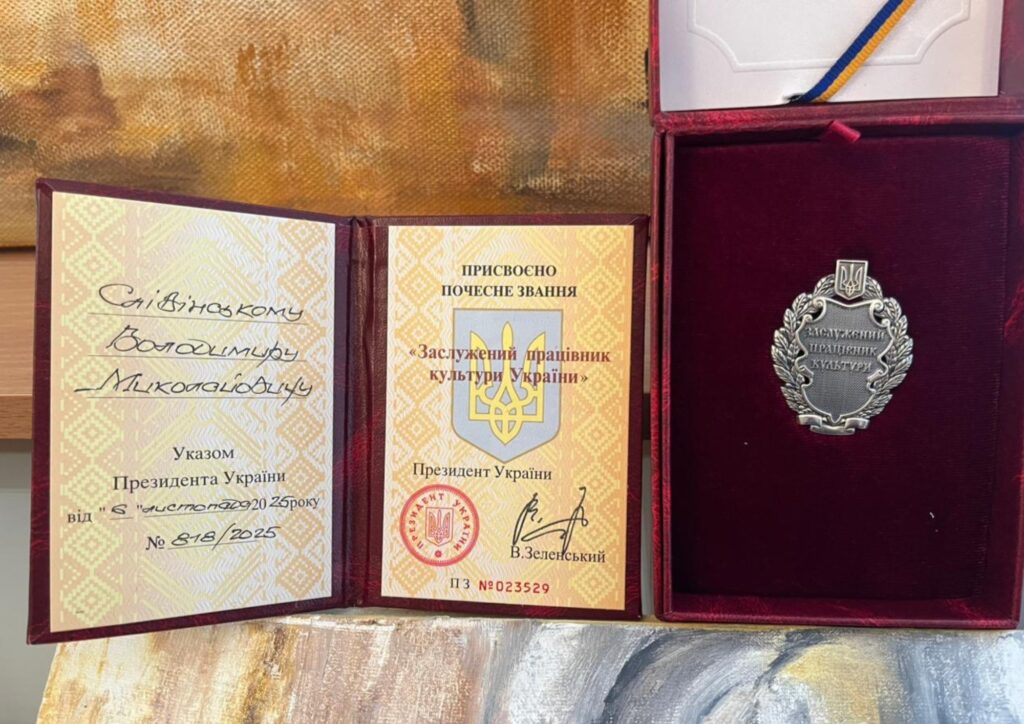 Слівінському
Володимиру
Миколайовичу
Указом
Президента України
від "6" листопада 2025 року
№ 818/2025
ПРИСВОЄНО
ПОЧЕСНЕ ЗВАННЯ
«Заслужений працівник
культури України»
Президент України
ПРЕЗИДЕНТ УКРАЇНИ
В.Зеленський
ПЗ №023529
ЗАСЛУЖЕНИЙ
ПРАЦІВНИК
КУЛЬТУРИ